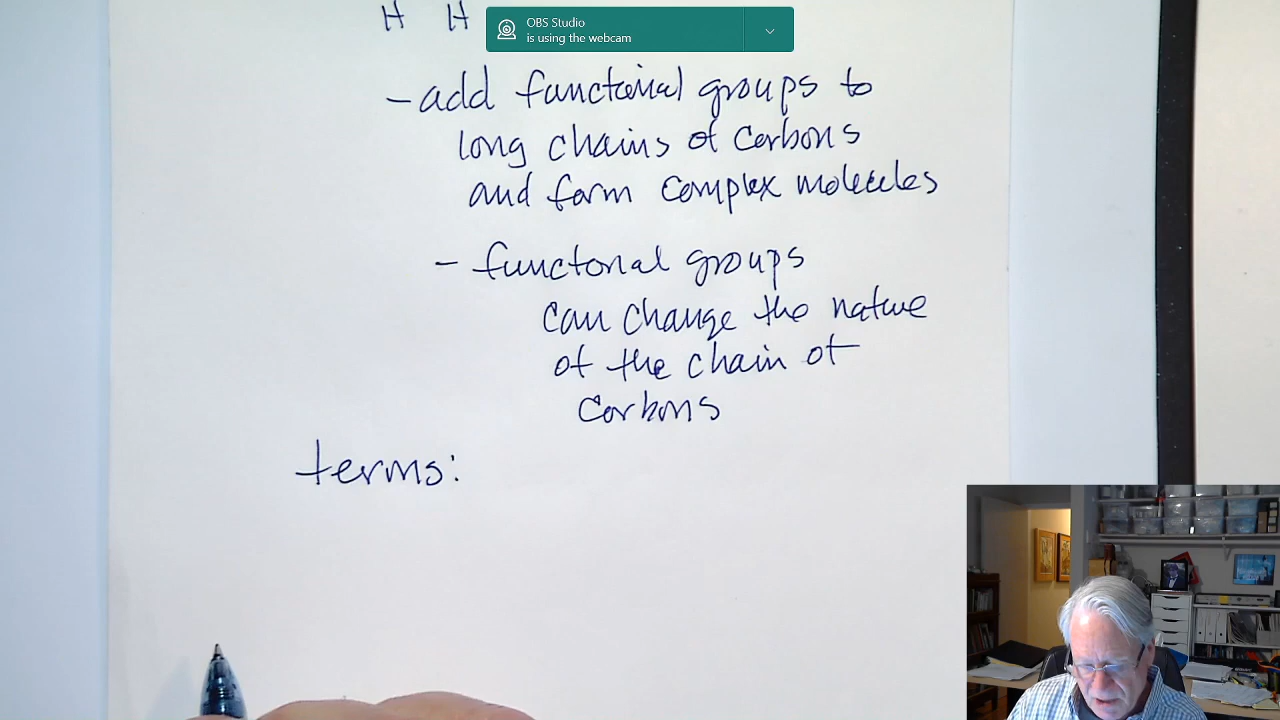 H H
OBS Studio
is using the webcam
- add functional groups to
long chains of carbons
and form complex molecules
- functional groups
can change the nature
of the chain of
carbons
terms: